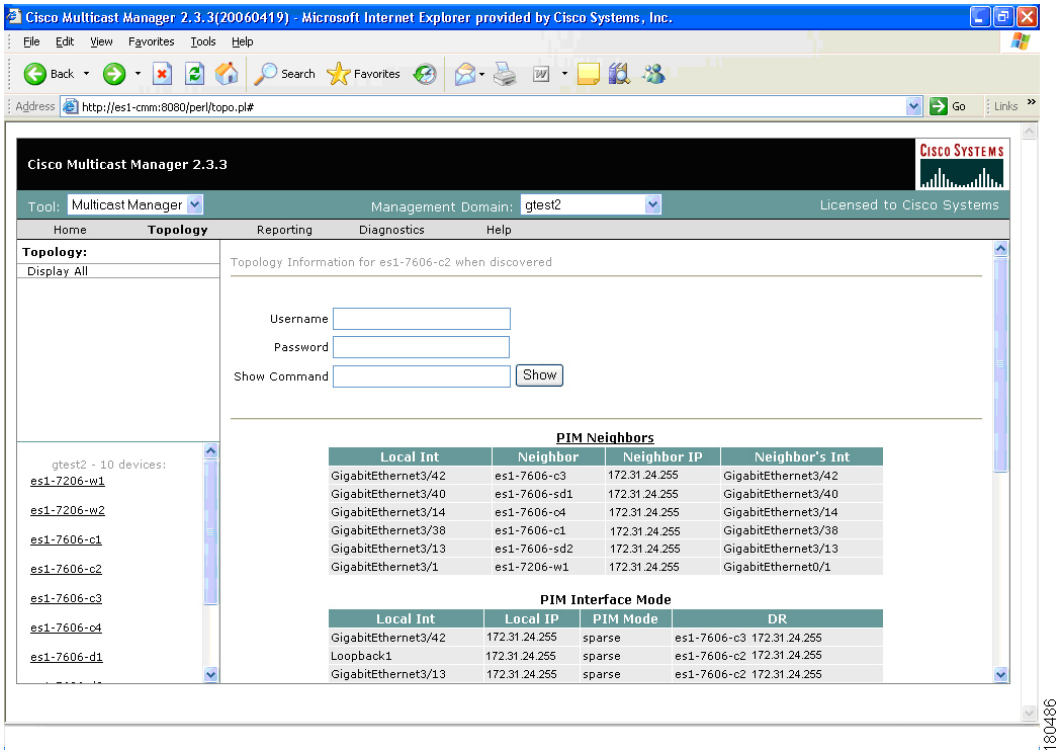 Cisco Multicast Manager 2.3.3(20060419) - Microsoft Internet Explorer provided by Cisco Systems, Inc.
File Edit View Favorites Tools Help
Back Search Favorites
Address http://es1-cmm:8080/perl/topo.pl# Go Links »
Cisco Multicast Manager 2.3.3
CISCO SYSTEMS
Tool: Multicast Manager Management Domain: gtest2 Licensed to Cisco Systems
Home Topology Reporting Diagnostics Help
Topology:
Display All
Topology Information for es1-7606-c2 when discovered
Username
Password
Show Command Show
gtest2 - 10 devices:
es1-7206-w1
es1-7206-w2
es1-7606-c1
es1-7606-c2
es1-7606-c3
es1-7606-c4
es1-7606-d1
PIM Neighbors
Local Int Neighbor Neighbor IP Neighbor's Int
GigabitEthernet3/42 es1-7606-c3 172.31.24.255 GigabitEthernet3/42
GigabitEthernet3/40 es1-7606-sd1 172.31.24.255 GigabitEthernet3/40
GigabitEthernet3/14 es1-7606-c4 172.31.24.255 GigabitEthernet3/14
GigabitEthernet3/38 es1-7606-c1 172.31.24.255 GigabitEthernet3/38
GigabitEthernet3/13 es1-7606-sd2 172.31.24.255 GigabitEthernet3/13
GigabitEthernet3/1 es1-7206-w1 172.31.24.255 GigabitEthernet0/1
PIM Interface Mode
Local Int Local IP PIM Mode DR
GigabitEthernet3/42 172.31.24.255 sparse es1-7606-c3 172.31.24.255
Loopback1 172.31.24.255 sparse es1-7606-c2 172.31.24.255
GigabitEthernet3/13 172.31.24.255 sparse es1-7606-c2 172.31.24.255
180486